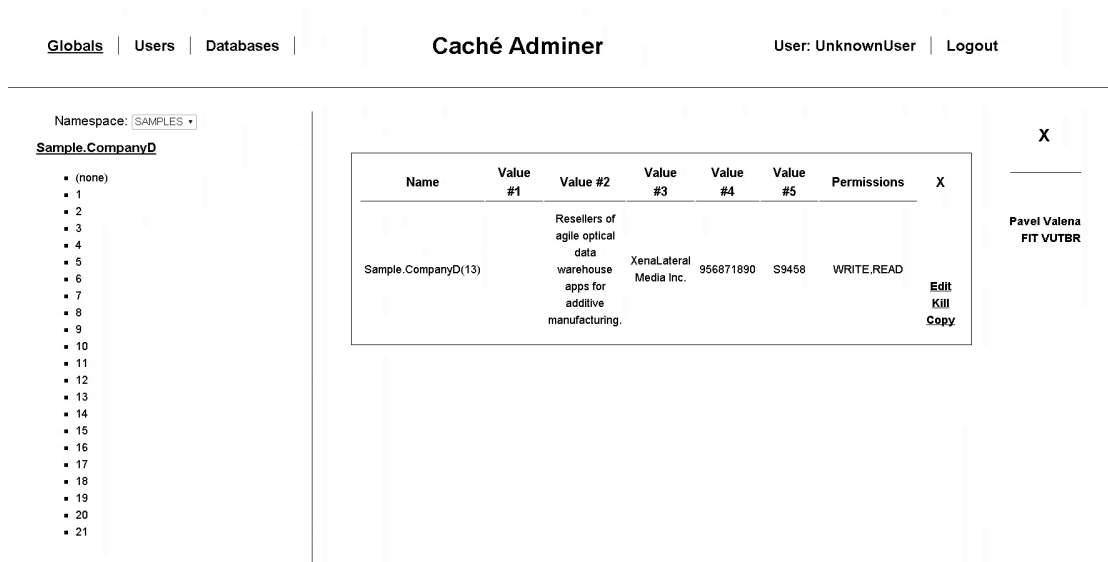 Globals | Users | Databases |
Caché Adminer
User: UnknownUser | Logout
Namespace: SAMPLES
Sample.CompanyD
(none)
1
2
3
4
5
6
7
8
9
10
11
12
13
14
15
16
17
18
19
20
21
Name
Value
#1
Value #2
Value
#3
Value
#4
Value
#5
Permissions
X
Sample.CompanyD(13)
Resellers of
agile optical
data
warehouse
apps for
additive
manufacturing.
XenaLateral
Media Inc.
956871890
S9458
WRITE,READ
Edit
Kill
Copy
X
Pavel Valena
FIT VUTBR